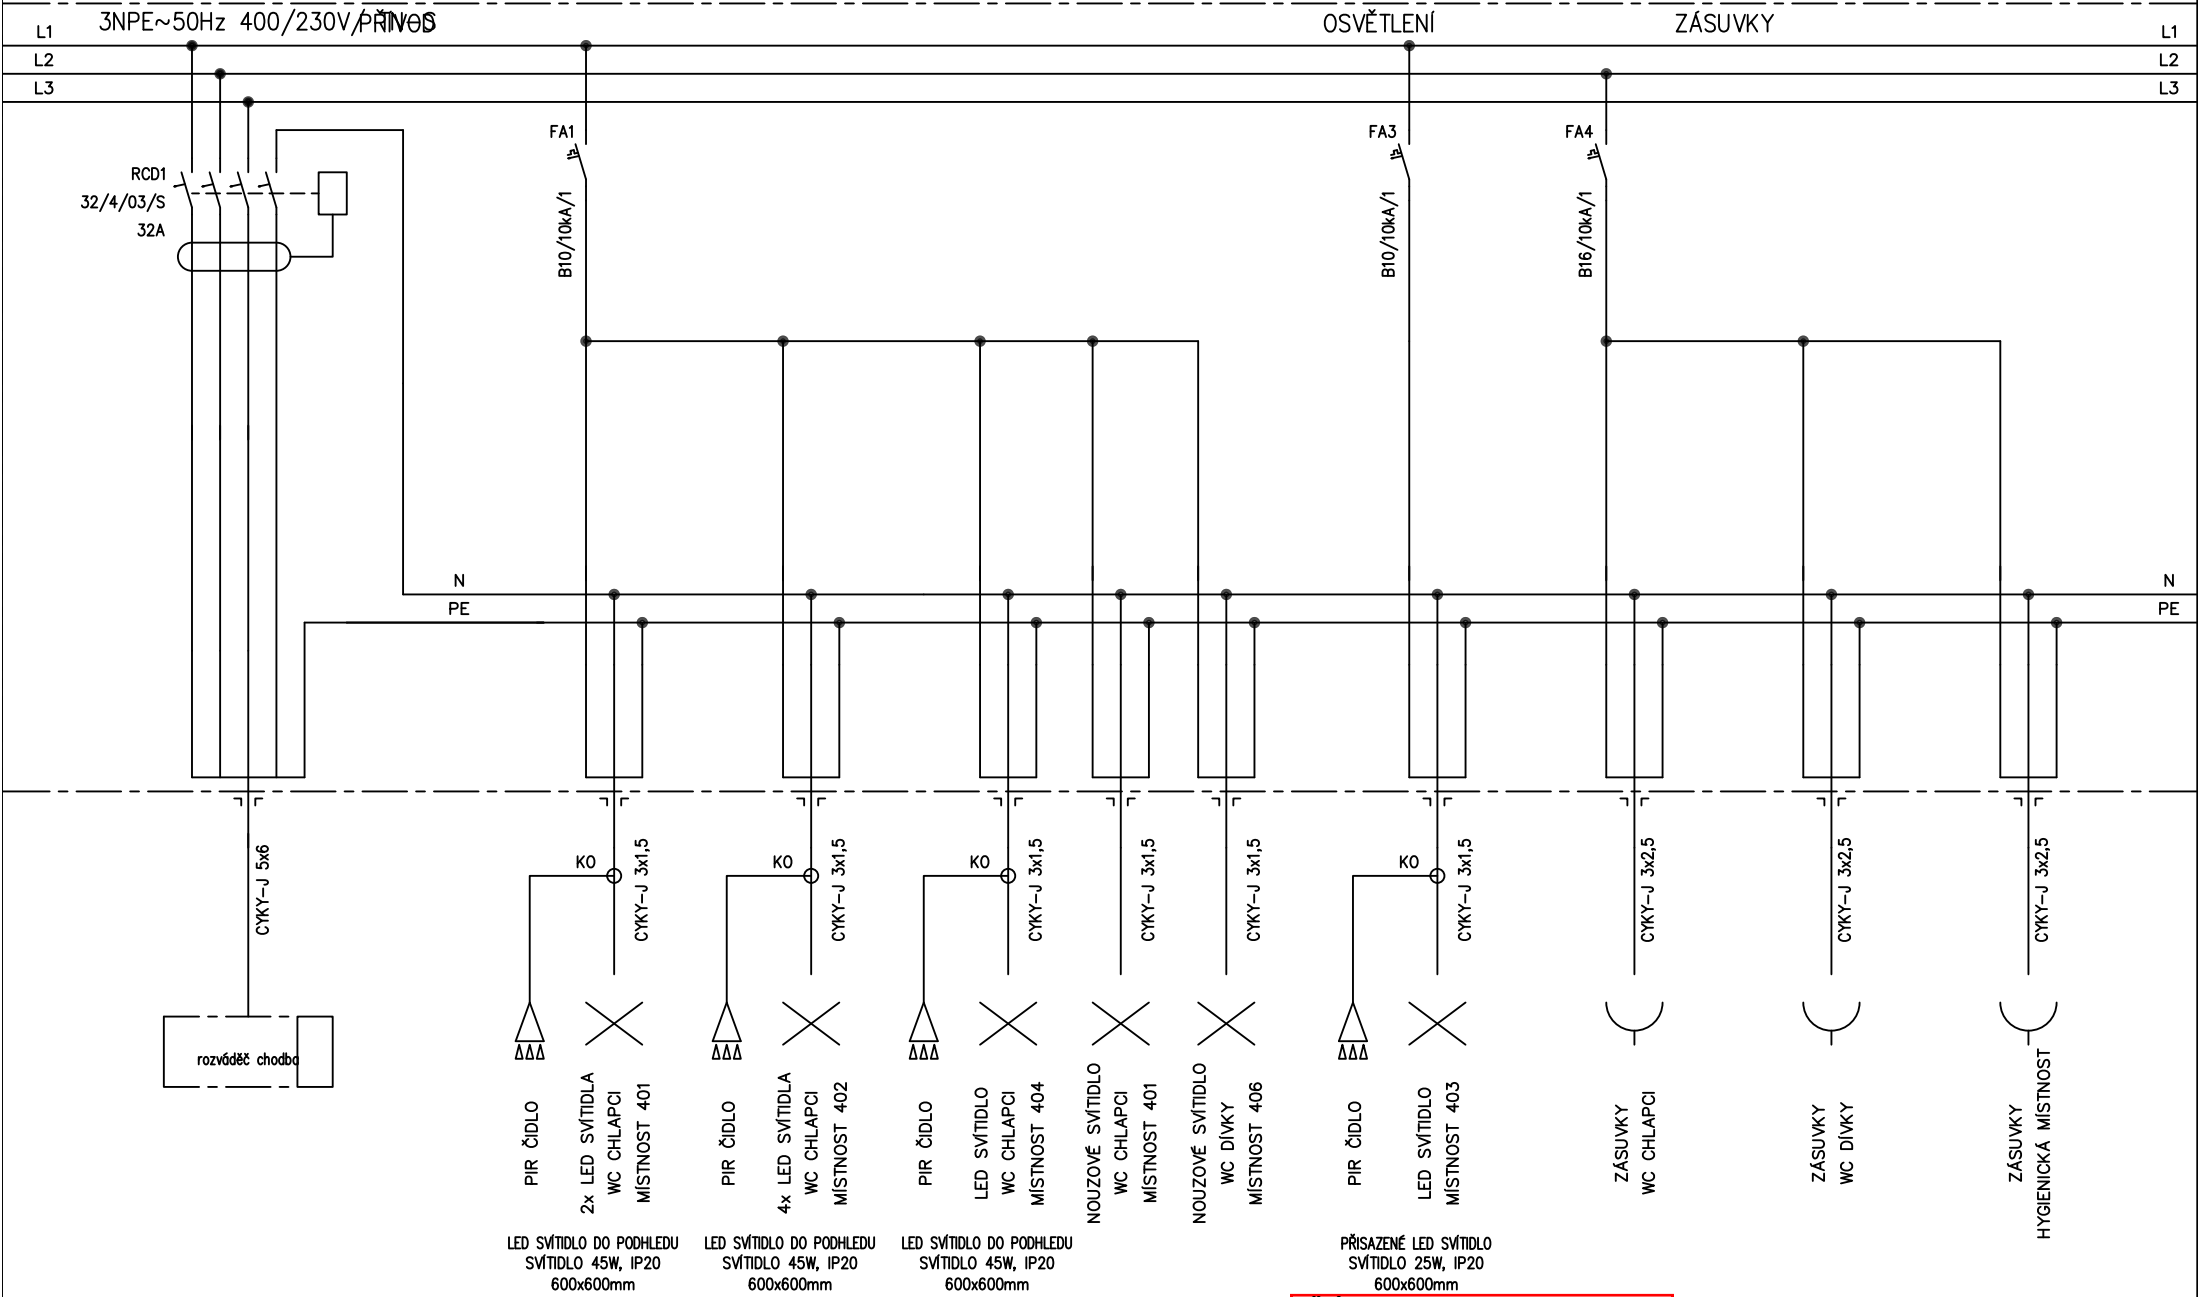 3NPE~50Hz 400/230V/TN-S
PŘÍVOD
OSVĚTLENÍ
ZÁSUVKY
L1
L1
L2
L2
L3
L3
FA1
FA3
FA4
RCD1
32/4/03/S
32A
B10/10kA/1
B10/10kA/1
B16/10kA/1
N
N
PE
PE
CYKY-J 5x6
KO
CYKY-J 3x1,5
KO
CYKY-J 3x1,5
KO
CYKY-J 3x1,5
CYKY-J 3x1,5
CYKY-J 3x1,5
KO
CYKY-J 3x1,5
CYKY-J 3x2,5
CYKY-J 3x2,5
CYKY-J 3x2,5
rozváděč chodba
PIR ČIDLO
2x LED SVÍTIDLA
WC CHLAPCI
MÍSTNOST 401
PIR ČIDLO
4x LED SVÍTIDLA
WC CHLAPCI
MÍSTNOST 402
PIR ČIDLO
LED SVÍTIDLO
WC CHLAPCI
MÍSTNOST 404
NOUZOVÉ SVÍTIDLO
WC CHLAPCI
MÍSTNOST 401
NOUZOVÉ SVÍTIDLO
WC DÍVKY
MÍSTNOST 406
PIR ČIDLO
LED SVÍTIDLO
MÍSTNOST 403
ZÁSUVKY
WC CHLAPCI
ZÁSUVKY
WC DÍVKY
ZÁSUVKY
HYGIENICKÁ MÍSTNOST
LED SVÍTIDLO DO PODHLEDU
SVÍTIDLO 45W, IP20
600x600mm
LED SVÍTIDLO DO PODHLEDU
SVÍTIDLO 45W, IP20
600x600mm
LED SVÍTIDLO DO PODHLEDU
SVÍTIDLO 45W, IP20
600x600mm
PŘISAZENÉ LED SVÍTIDLO
SVÍTIDLO 25W, IP20
600x600mm